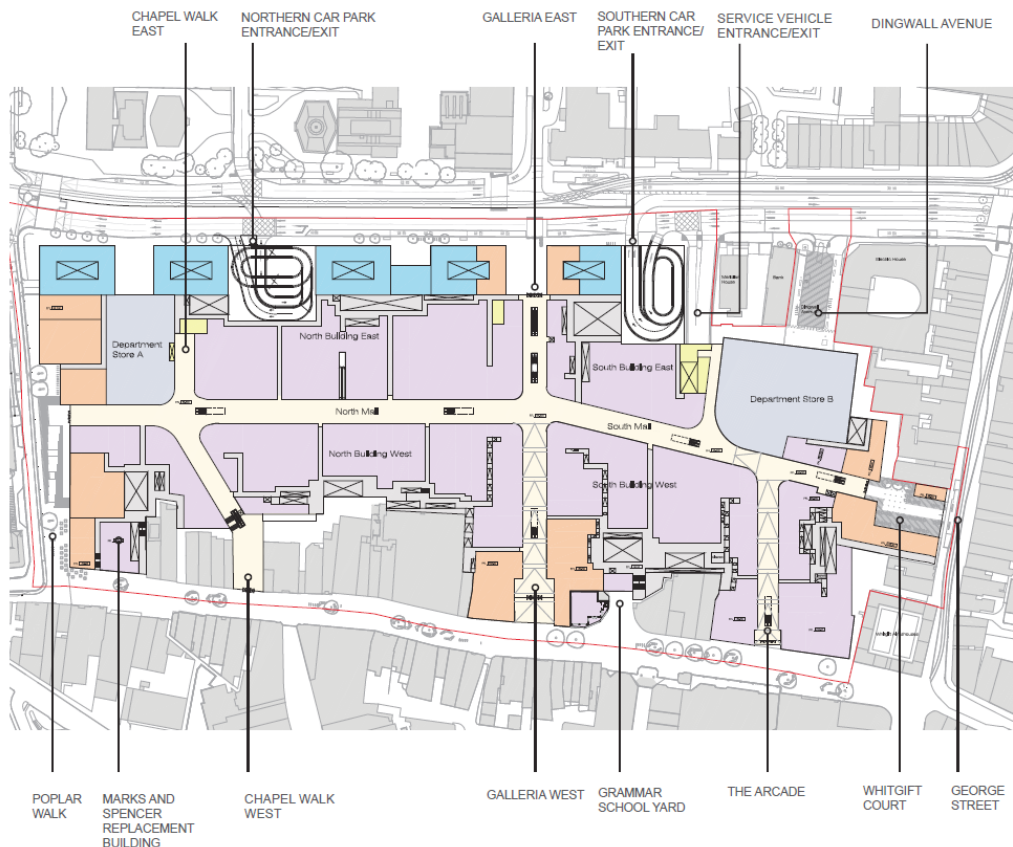 CHAPEL WALK
EAST
NORTHERN CAR PARK
ENTRANCE/EXIT
GALLERIA EAST
SOUTHERN CAR
PARK ENTRANCE/
EXIT
SERVICE VEHICLE
ENTRANCE/EXIT
DINGWALL AVENUE
Department
Store A
North Building East
South Building East
Department Store B
North Mall
South Mall
North Building West
South Building West
POPLAR
WALK
MARKS AND
SPENCER
REPLACEMENT
BUILDING
CHAPEL WALK
WEST
GALLERIA WEST
GRAMMAR
SCHOOL YARD
THE ARCADE
WHITGIFT
COURT
GEORGE
STREET